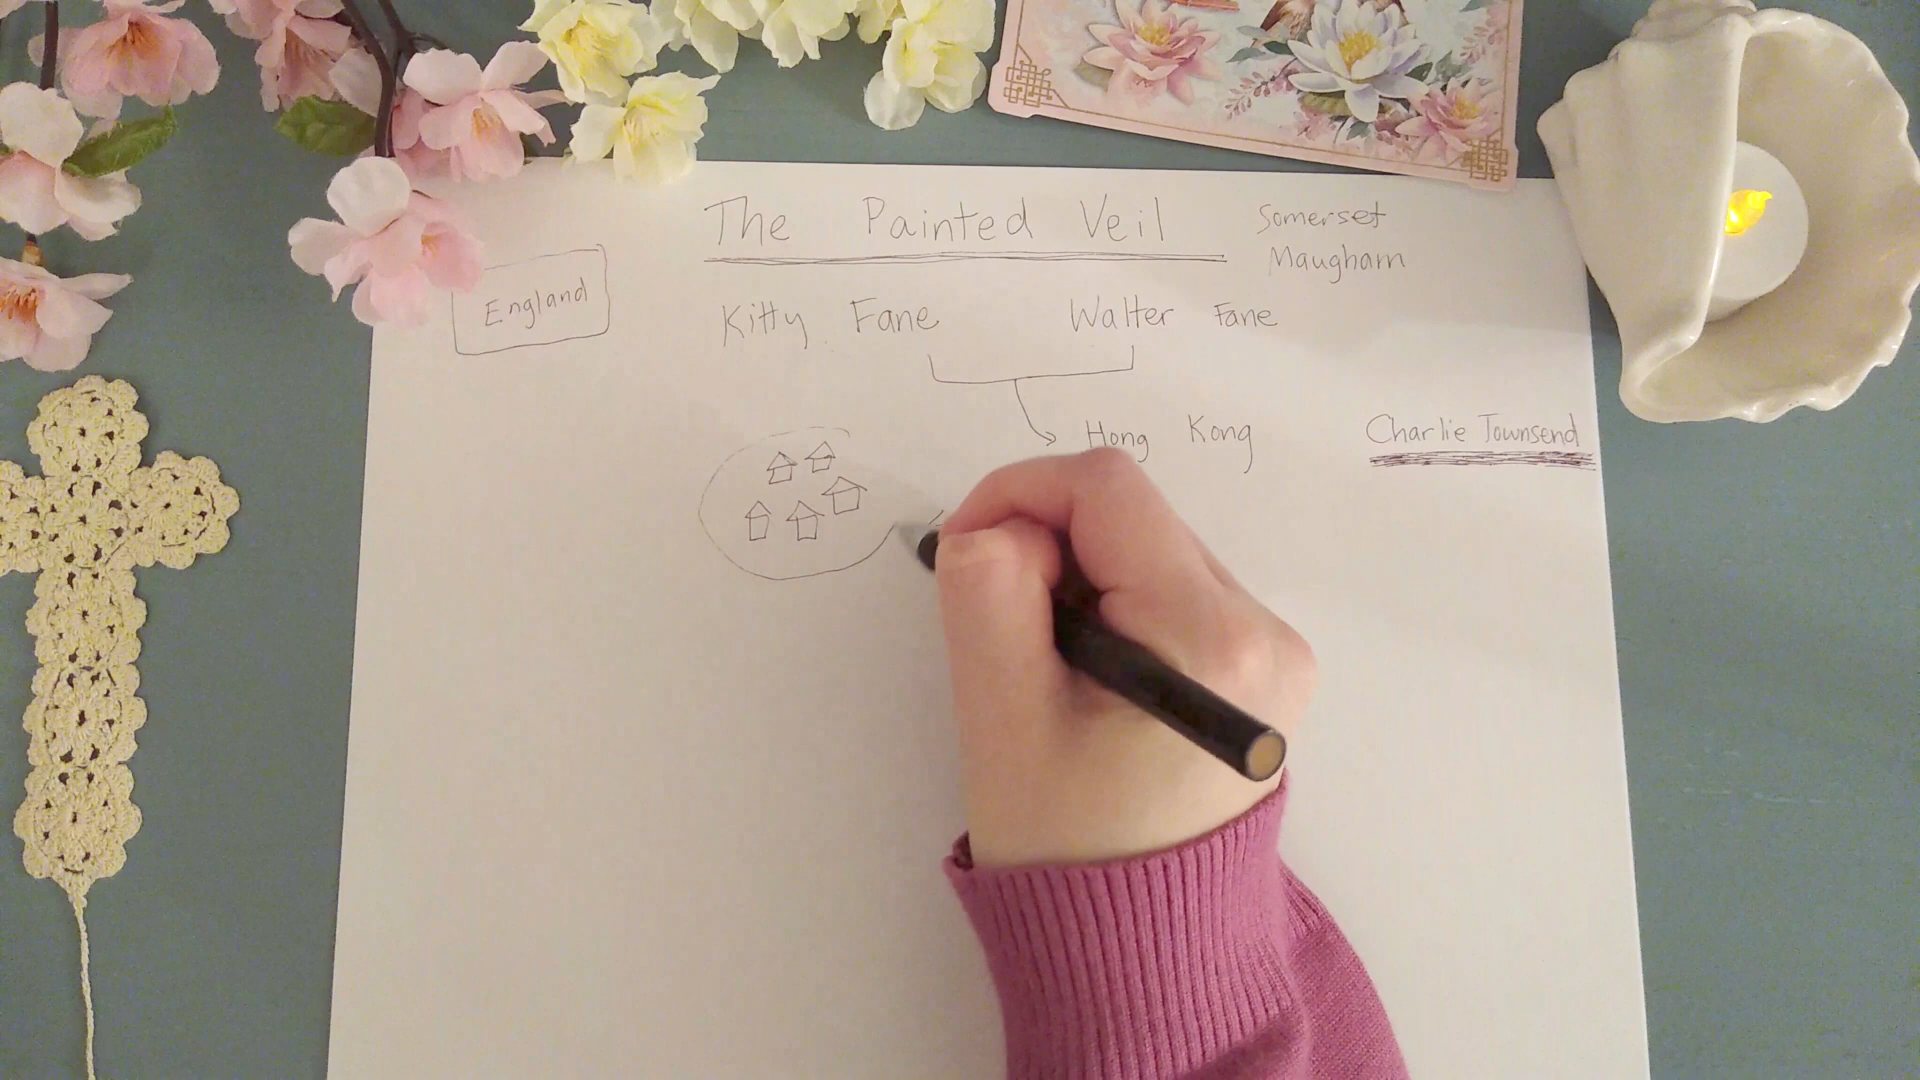 The Painted Veil
Somerset
Maugham
England
Kitty Fane
Walter Fane
Hong Kong
Charlie Townsend